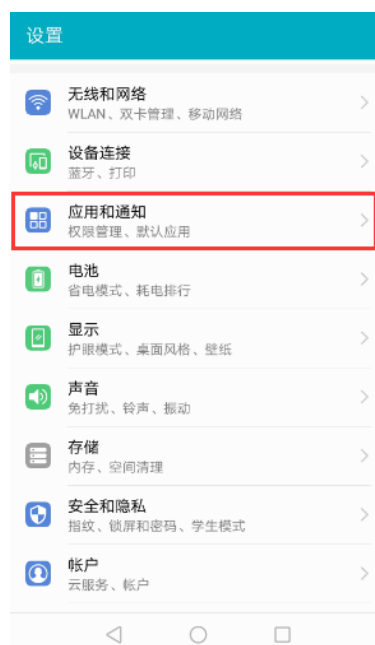 设置
无线和网络
WLAN、双卡管理、移动网络
设备连接
蓝牙、打印
应用和通知
权限管理、默认应用
电池
省电模式、耗电排行
显示
护眼模式、桌面风格、壁纸
声音
免打扰、铃声、振动
存储
内存、空间清理
安全和隐私
指纹、锁屏和密码、学生模式
帐户
云服务、帐户